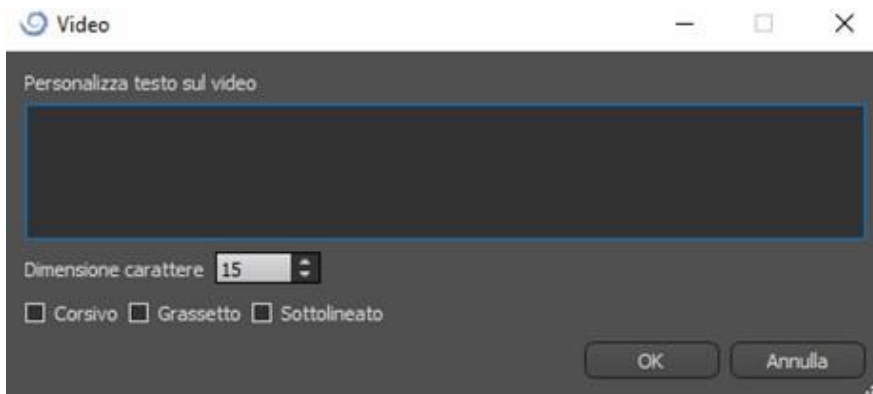 Video
Personalizza testo sul video
Dimensione carattere 15
Corsivo Grassetto Sottolineato
OK Annulla